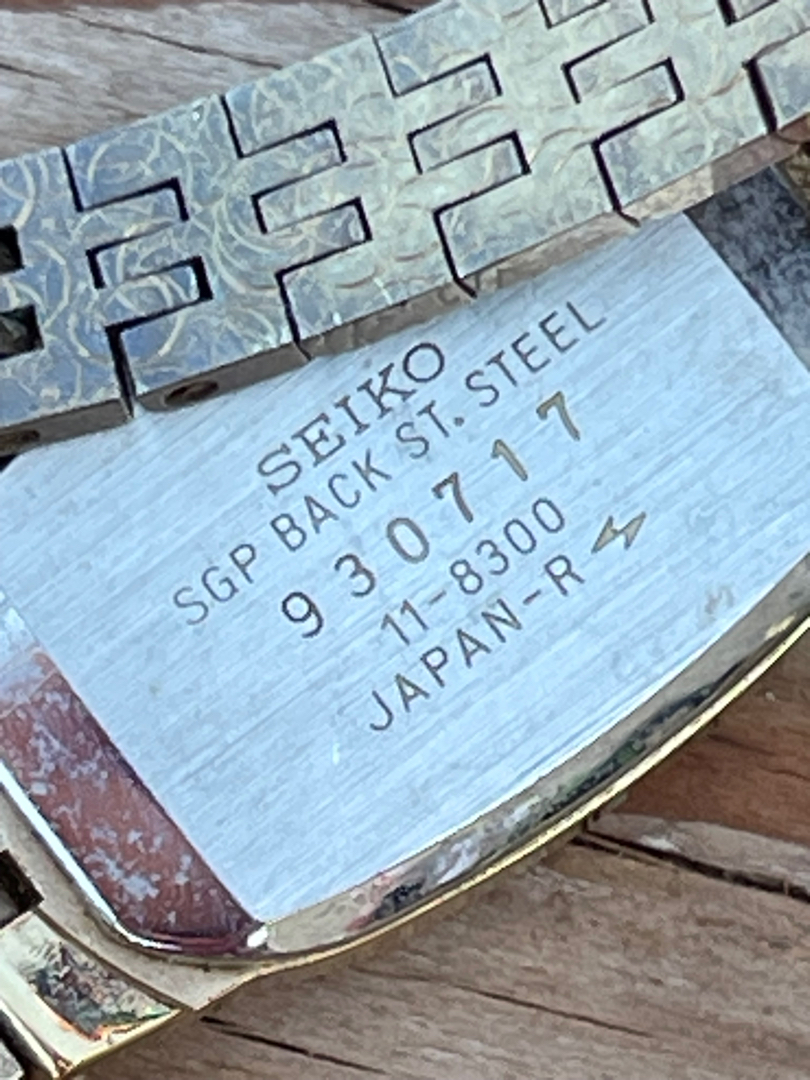 SEIKO
SGP BACK ST. STEEL
930717
11-8300
JAPAN-R